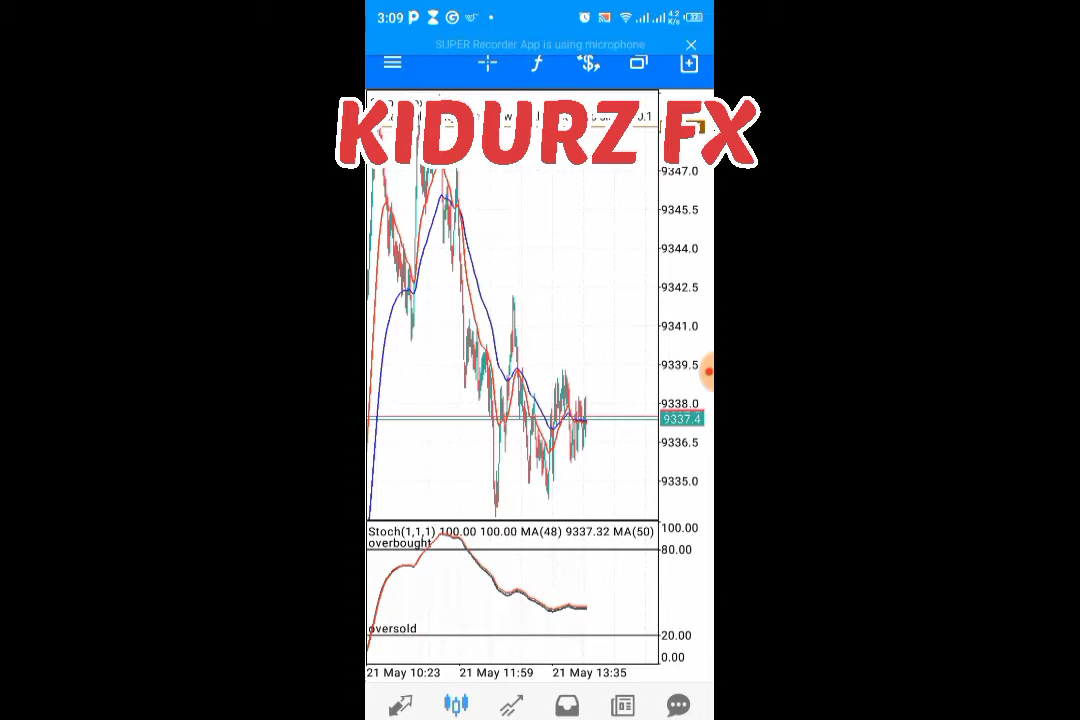 3:09
4.2
K/s
32
SUPER Recorder App is using microphone
KIDURZ FX
9347.0
9345.5
9344.0
9342.5
9341.0
9339.5
9338.0
9337.4
9336.5
9335.0
Stoch(1,1,1) 100.00 100.00 MA(48) 9337.32 MA(50)
100.00
overbought
80.00
oversold
20.00
0.00
21 May 10:23 21 May 11:59 21 May 13:35